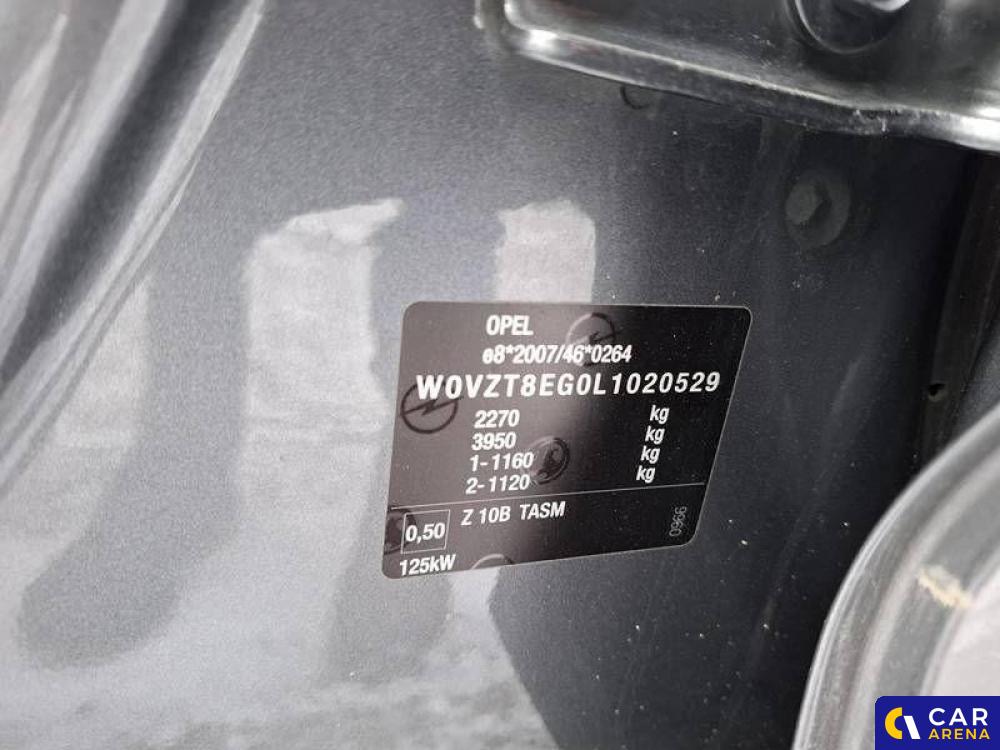 OPEL
e8*2007/46*0264
W0VZT8EG0L1020529
2270 kg
3950 kg
1-1160 kg
2-1120 kg
0,50 Z 10B TASM
125kW
0966
CAR
ARENA